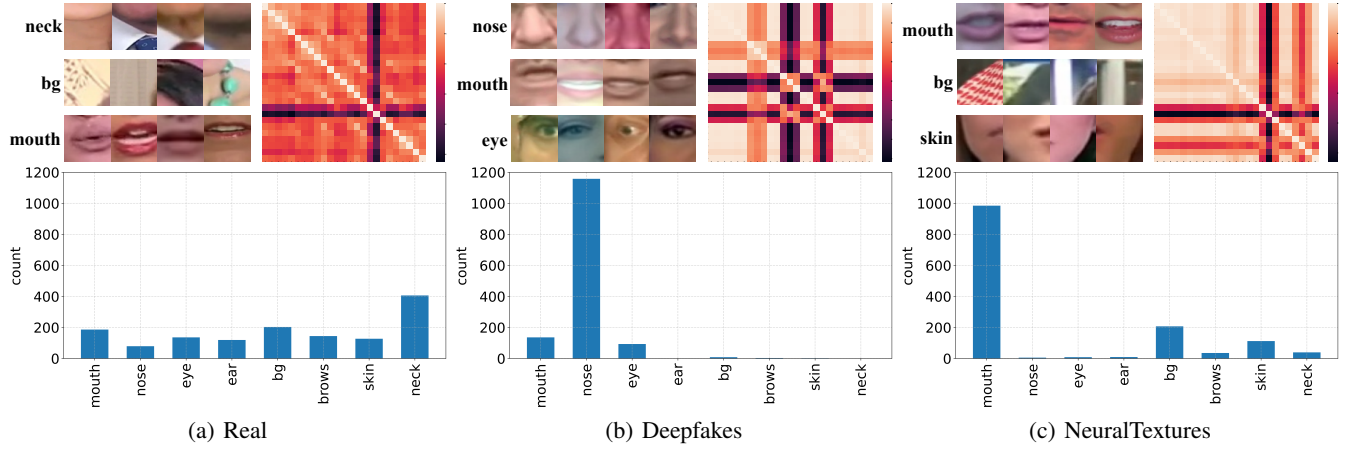 neck
bg
mouth
1200
1000
800
600
400
200
0
count
mouth
nose
eye
ear
bg
brows
skin
neck
(a) Real
nose
mouth
eye
1200
1000
800
600
400
200
0
count
mouth
nose
eye
ear
bg
brows
skin
neck
(b) Deepfakes
mouth
bg
skin
1200
1000
800
600
400
200
0
count
mouth
nose
eye
ear
bg
brows
skin
neck
(c) NeuralTextures